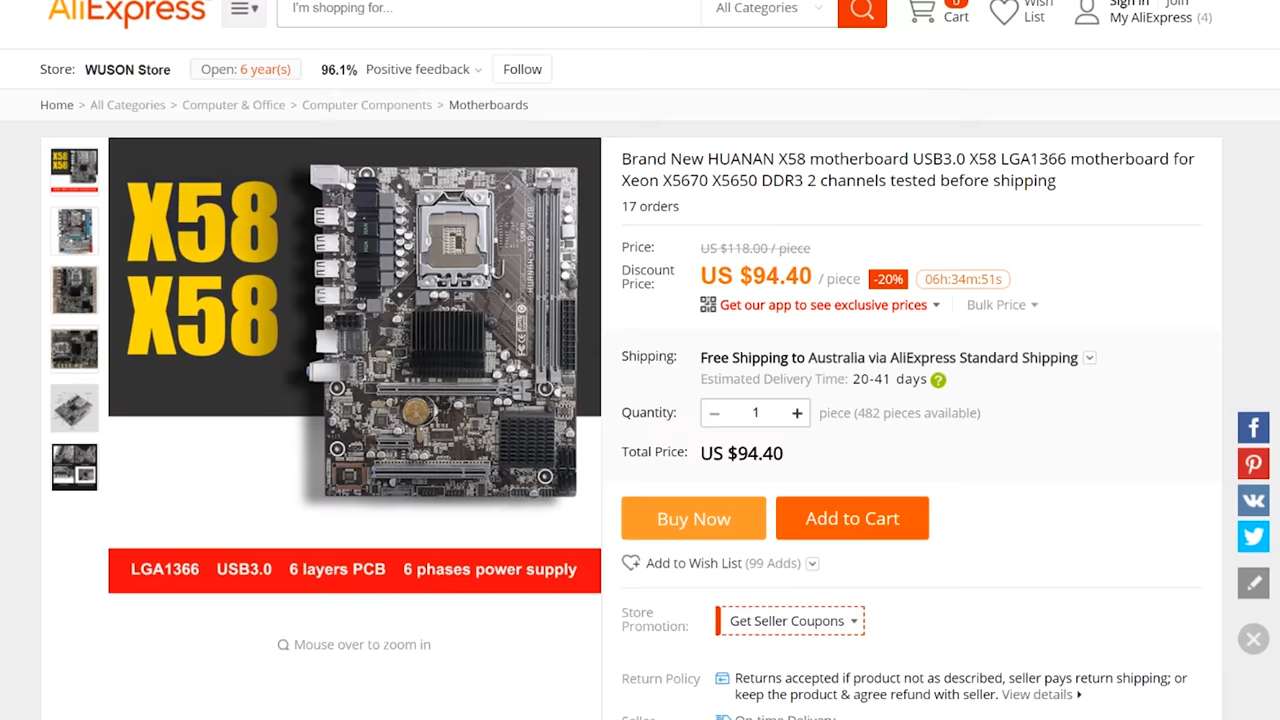 AliExpress
I'm shopping for...
All Categories
0
Cart
Wish
List
Sign in
Join
My AliExpress (4)
Store: WUSON Store
Open: 6 year(s)
96.1% Positive feedback
Follow
Home > All Categories > Computer & Office > Computer Components > Motherboards
X58
X58
HUANAN-X58
LGA1366 USB3.0 6 layers PCB 6 phases power supply
Mouse over to zoom in
Brand New HUANAN X58 motherboard USB3.0 X58 LGA1366 motherboard for
Xeon X5670 X5650 DDR3 2 channels tested before shipping
17 orders
Price: US $118.00 / piece
Discount
Price:
US $94.40 / piece -20% 06h:34m:51s
Get our app to see exclusive prices
Bulk Price
Shipping: Free Shipping to Australia via AliExpress Standard Shipping
Estimated Delivery Time: 20-41 days ?
Quantity: − 1 + piece (482 pieces available)
Total Price: US $94.40
Buy Now
Add to Cart
Add to Wish List (99 Adds)
Store
Promotion:
Get Seller Coupons
Return Policy
Returns accepted if product not as described, seller pays return shipping; or
keep the product & agree refund with seller. View details
Seller
On-time Delivery